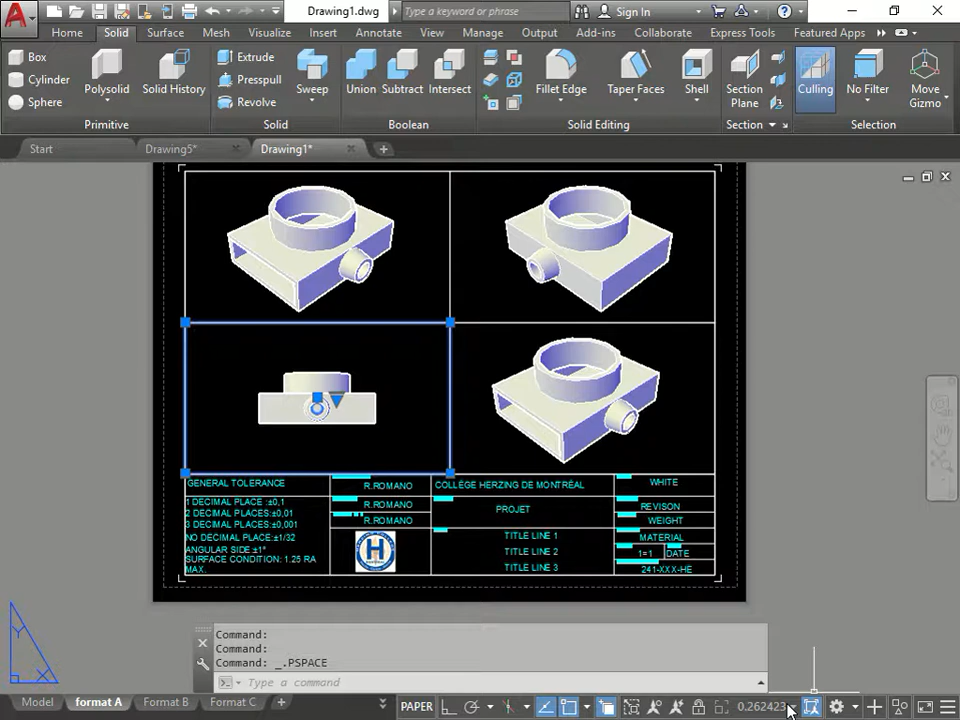 A Drawing1.dwg Type a keyword or phrase Sign In
Home Solid Surface Mesh Visualize Insert Annotate View Manage Output Add-ins Collaborate Express Tools Featured Apps
Box
Cylinder
Sphere
Polysolid
Solid History
Extrude
Presspull
Revolve
Sweep
Union
Subtract
Intersect
Fillet Edge
Taper Faces
Shell
Section
Plane
Culling
No Filter
Move
Gizmo
Primitive Solid Boolean Solid Editing Section Selection
Start Drawing5* Drawing1*
GENERAL TOLERANCE
1 DECIMAL PLACE :±0,1
2 DECIMAL PLACES:±0,01
3 DECIMAL PLACES:±0,001
NO DECIMAL PLACE:±1/32
ANGULAR SIDE :±1°
SURFACE CONDITION: 1.25 RA
MAX.
R.ROMANO
R.ROMANO
R.ROMANO
H
COLLÈGE HERZING DE MONTRÉAL
PROJET
TITLE LINE 1
TITLE LINE 2
TITLE LINE 3
WHITE
REVISON
WEIGHT
MATERIAL
1=1 DATE
241-XXX-HE
Y
X
Command:
Command:
Command: _.PSPACE
Type a command
Model format A Format B Format C PAPER 0.262423